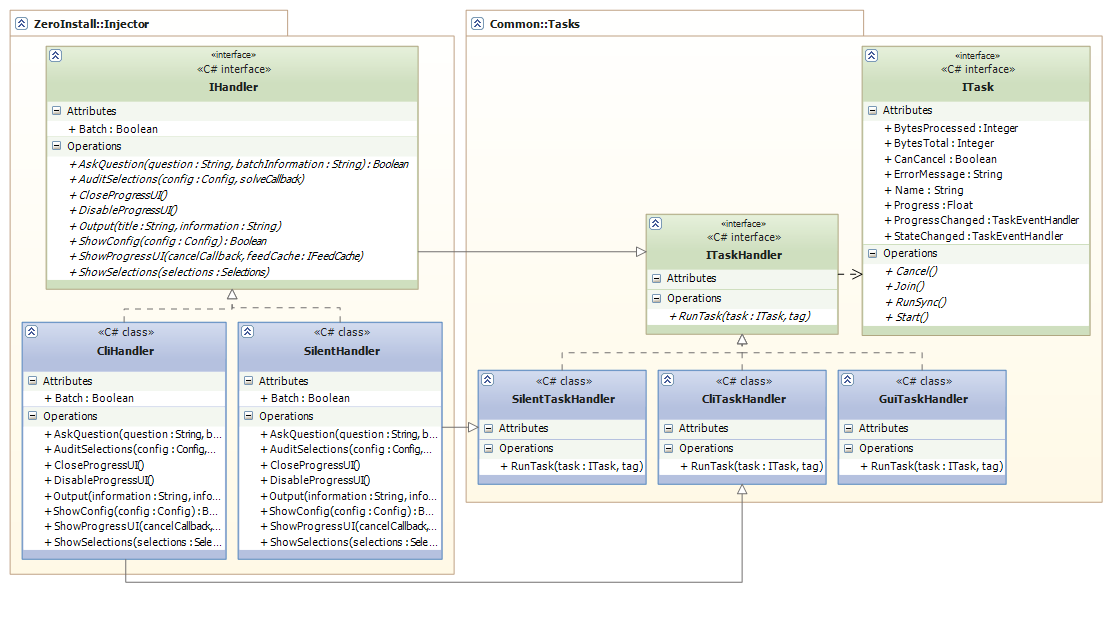 ZeroInstall::Injector
«interface»
«C# interface»
IHandler
Attributes
+ Batch : Boolean
Operations
+ AskQuestion(question : String, batchInformation : String) : Boolean
+ AuditSelections(config : Config, solveCallback)
+ CloseProgressUI()
+ DisableProgressUI()
+ Output(title : String, information : String)
+ ShowConfig(config : Config) : Boolean
+ ShowProgressUI(cancelCallback, feedCache : IFeedCache)
+ ShowSelections(selections : Selections)
«C# class»
CliHandler
Attributes
+ Batch : Boolean
Operations
+ AskQuestion(question : String, b...
+ AuditSelections(config : Config,...
+ CloseProgressUI()
+ DisableProgressUI()
+ Output(information : String, info...
+ ShowConfig(config : Config) : B...
+ ShowProgressUI(cancelCallback,...
+ ShowSelections(selections : Sele...
«C# class»
SilentHandler
Attributes
+ Batch : Boolean
Operations
+ AskQuestion(question : String, b...
+ AuditSelections(config : Config,...
+ CloseProgressUI()
+ DisableProgressUI()
+ Output(information : String, info...
+ ShowConfig(config : Config) : B...
+ ShowProgressUI(cancelCallback,...
+ ShowSelections(selections : Sele...
Common::Tasks
«interface»
«C# interface»
ITask
Attributes
+ BytesProcessed : Integer
+ BytesTotal : Integer
+ CanCancel : Boolean
+ ErrorMessage : String
+ Name : String
+ Progress : Float
+ ProgressChanged : TaskEventHandler
+ StateChanged : TaskEventHandler
Operations
+ Cancel()
+ Join()
+ RunSync()
+ Start()
«interface»
«C# interface»
ITaskHandler
Attributes
Operations
+ RunTask(task : ITask, tag)
«C# class»
SilentTaskHandler
Attributes
Operations
+ RunTask(task : ITask, tag)
«C# class»
CliTaskHandler
Attributes
Operations
+ RunTask(task : ITask, tag)
«C# class»
GuiTaskHandler
Attributes
Operations
+ RunTask(task : ITask, tag)